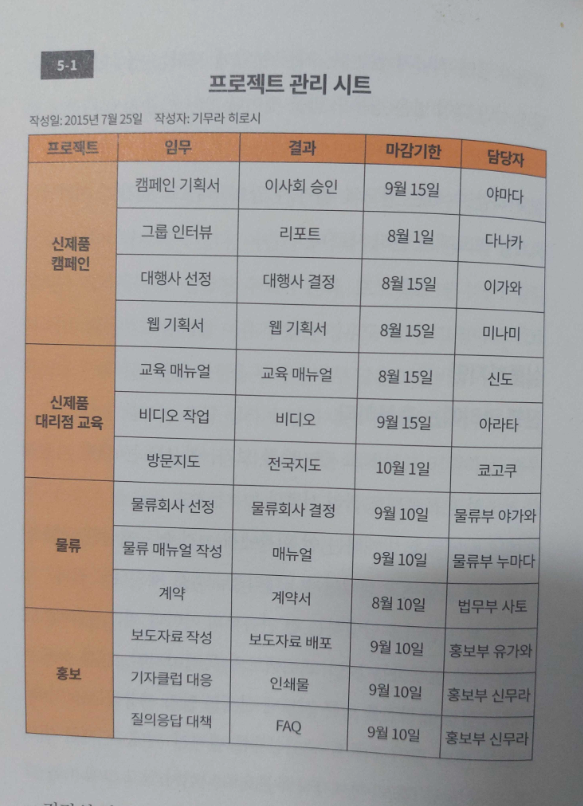 5-1
프로젝트 관리 시트
작성일: 2015년 7월 25일 작성자: 기무라 히로시
프로젝트 임무 결과 마감기한 담당자
신제품
캠페인
캠페인 기획서 이사회 승인 9월 15일 야마다
그룹 인터뷰 리포트 8월 1일 다나카
대행사 선정 대행사 결정 8월 15일 이가와
웹 기획서 웹 기획서 8월 15일 미나미
신제품
대리점 교육
교육 매뉴얼 교육 매뉴얼 8월 15일 신도
비디오 작업 비디오 9월 15일 아라타
방문지도 전국지도 10월 1일 쿄고쿠
물류
물류회사 선정 물류회사 결정 9월 10일 물류부 야가와
물류 매뉴얼 작성 매뉴얼 9월 10일 물류부 누마다
계약 계약서 8월 10일 법무부 사토
홍보
보도자료 작성 보도자료 배포 9월 10일 홍보부 유가와
기자클럽 대응 인쇄물 9월 10일 홍보부 신무라
질의응답 대책 FAQ 9월 10일 홍보부 신무라